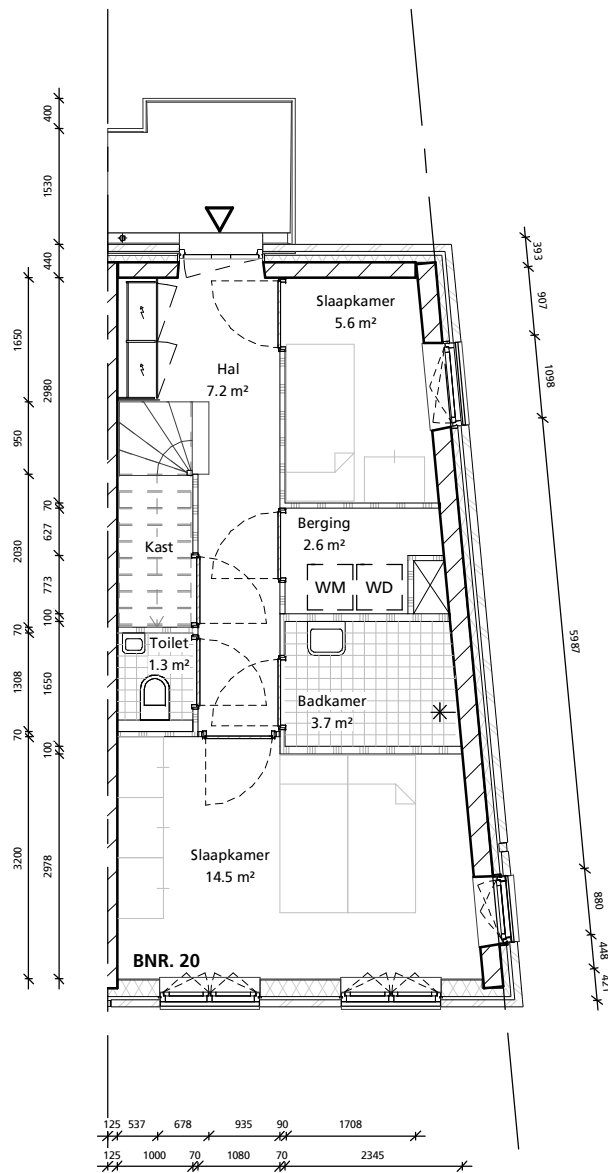 400
1530
440
1650
2980
950
70
627
2030
773
100
70
1308
1650
70
100
3200
2978
393
907
1098
5987
880
448
421
Slaapkamer
5.6 m²
Hal
7.2 m²
Berging
2.6 m²
Kast
WM
WD
Toilet
1.3 m²
Badkamer
3.7 m²
Slaapkamer
14.5 m²
BNR. 20
125 537 678 935 90 1708
125 1000 70 1080 70 2345